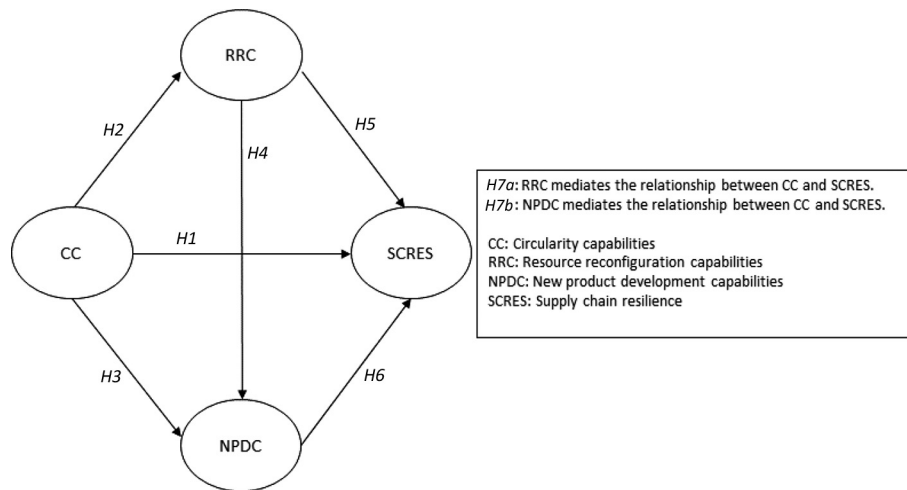 RRC
H2
H5
H4
H7a: RRC mediates the relationship between CC and SCRES.
H7b: NPDC mediates the relationship between CC and SCRES.
CC: Circularity capabilities
RRC: Resource reconfiguration capabilities
NPDC: New product development capabilities
SCRES: Supply chain resilience
H1
CC
SCRES
H3
H6
NPDC